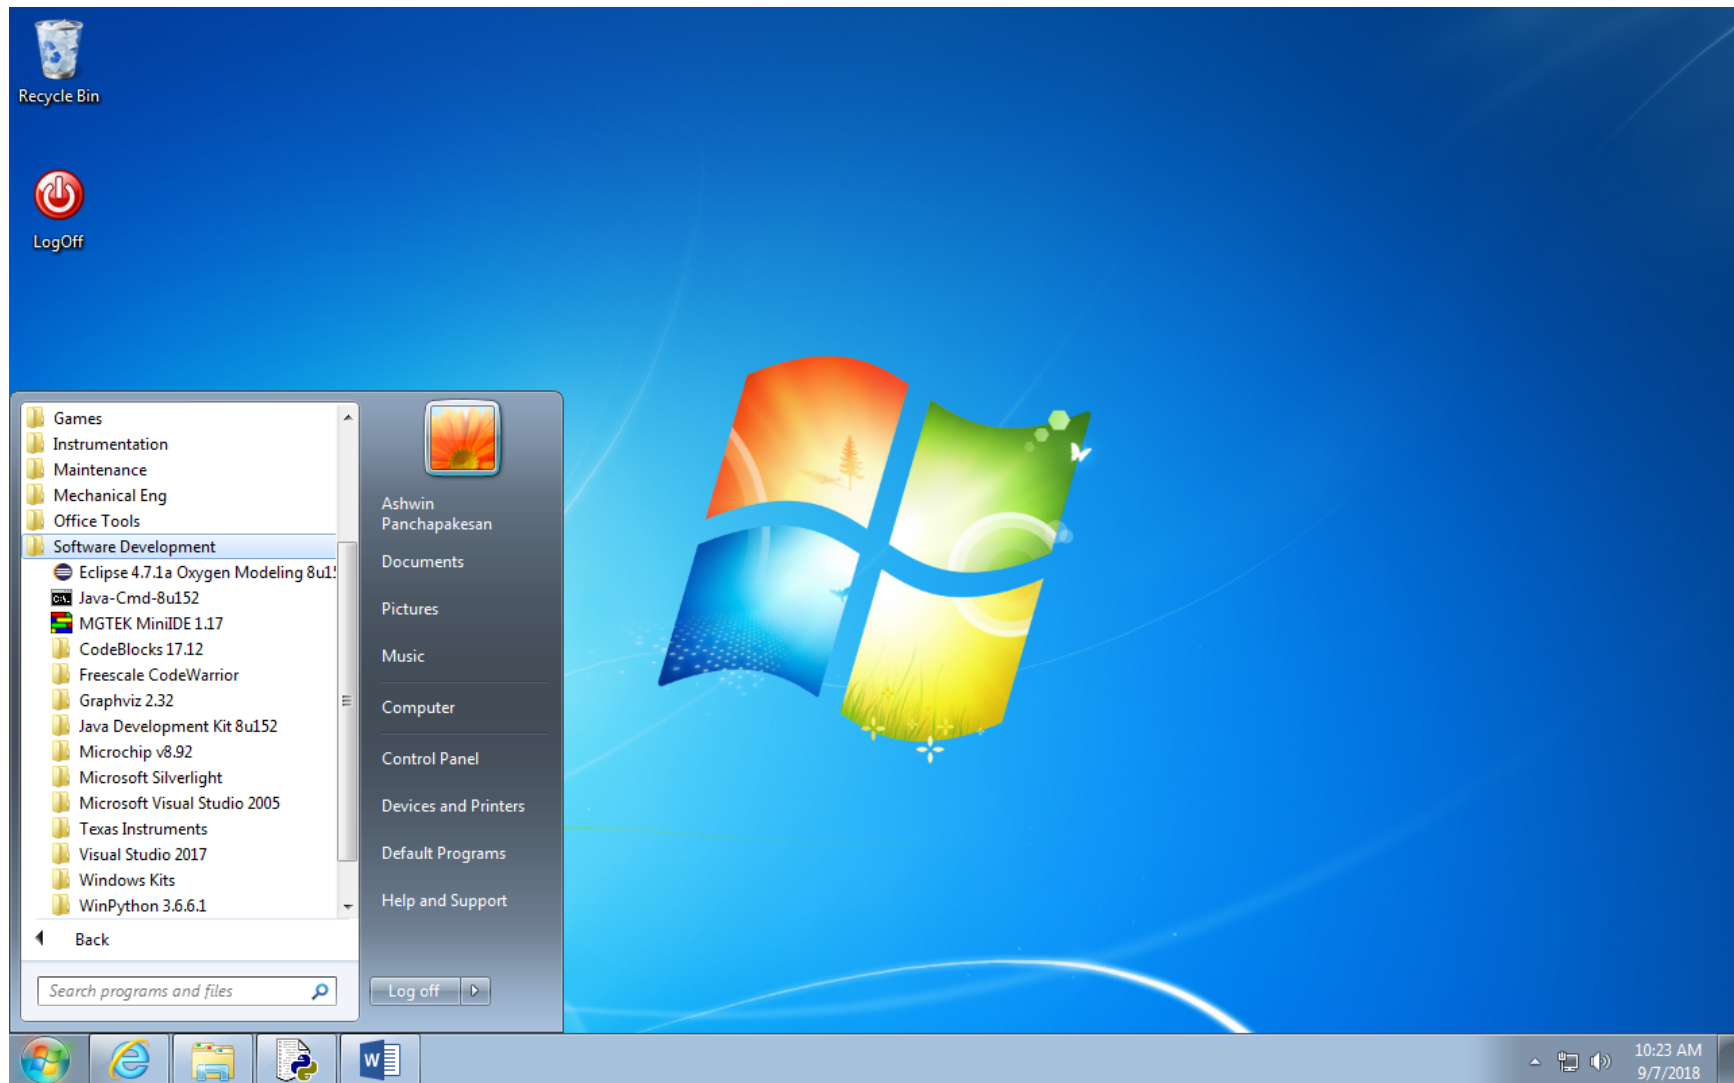 Recycle Bin
LogOff
Games
Instrumentation
Maintenance
Mechanical Eng
Office Tools
Software Development
Eclipse 4.7.1a Oxygen Modeling 8u15
Java-Cmd-8u152
MGTEK MiniIDE 1.17
CodeBlocks 17.12
Freescale CodeWarrior
Graphviz 2.32
Java Development Kit 8u152
Microchip v8.92
Microsoft Silverlight
Microsoft Visual Studio 2005
Texas Instruments
Visual Studio 2017
Windows Kits
WinPython 3.6.6.1
Back
Search programs and files
Ashwin
Panchapakesan
Documents
Pictures
Music
Computer
Control Panel
Devices and Printers
Default Programs
Help and Support
Log off
10:23 AM
9/7/2018